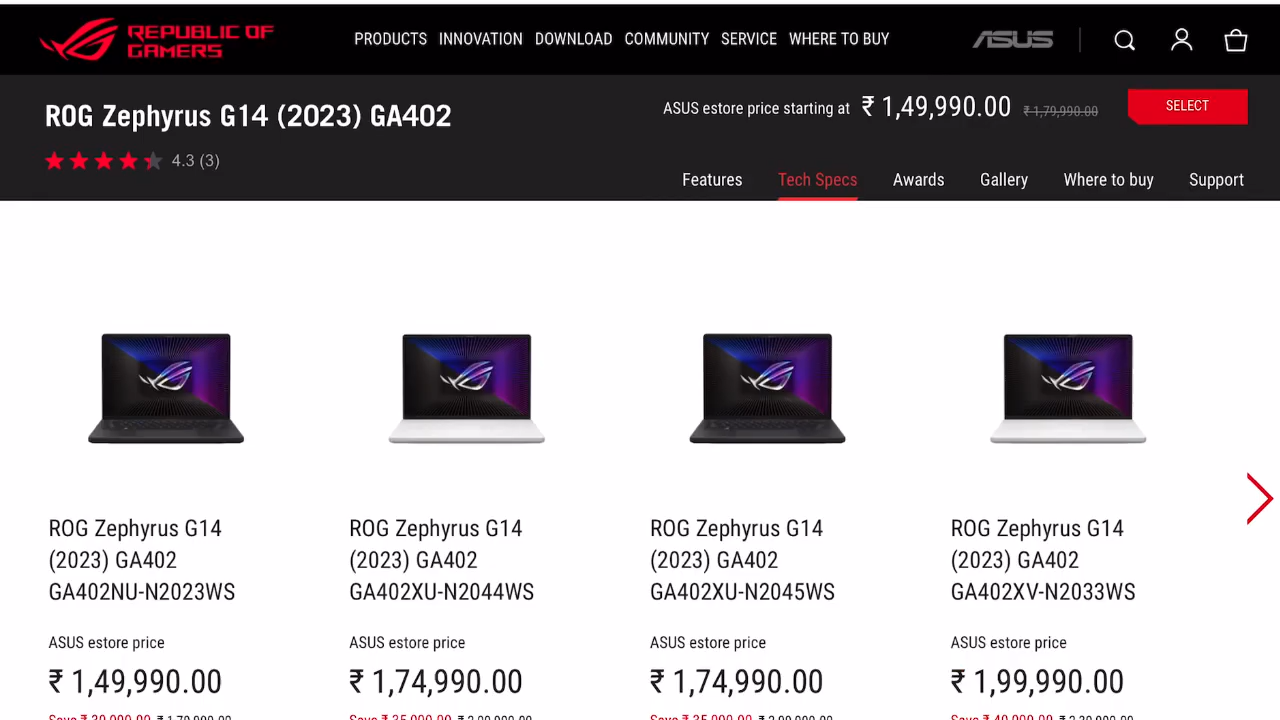 REPUBLIC OF
GAMERS
PRODUCTS INNOVATION DOWNLOAD COMMUNITY SERVICE WHERE TO BUY
ASUS
ROG Zephyrus G14 (2023) GA402
ASUS estore price starting at ₹ 1,49,990.00 ₹ 1,79,990.00
SELECT
4.3 (3)
Features Tech Specs Awards Gallery Where to buy Support
ROG Zephyrus G14
(2023) GA402
GA402NU-N2023WS
ASUS estore price
₹ 1,49,990.00
ROG Zephyrus G14
(2023) GA402
GA402XU-N2044WS
ASUS estore price
₹ 1,74,990.00
ROG Zephyrus G14
(2023) GA402
GA402XU-N2045WS
ASUS estore price
₹ 1,74,990.00
ROG Zephyrus G14
(2023) GA402
GA402XV-N2033WS
ASUS estore price
₹ 1,99,990.00